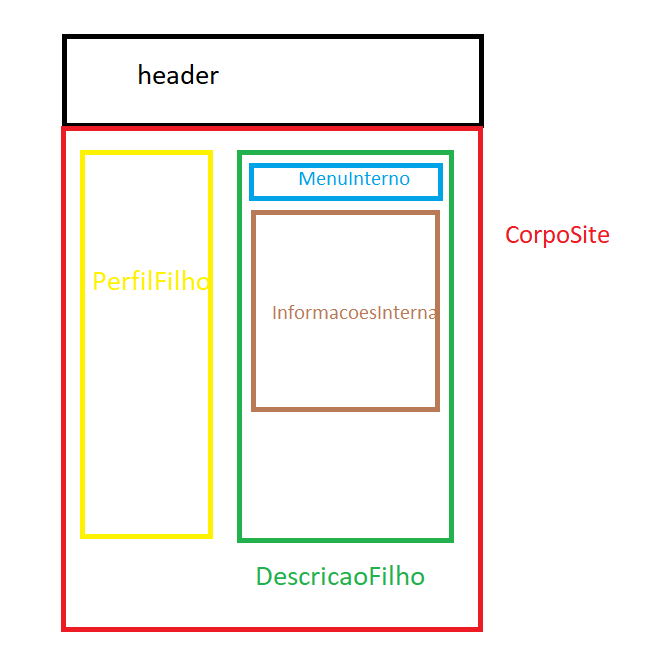 header
MenuInterno
CorpoSite
PerfilFilho
InformacoesInterna
DescricaoFilho